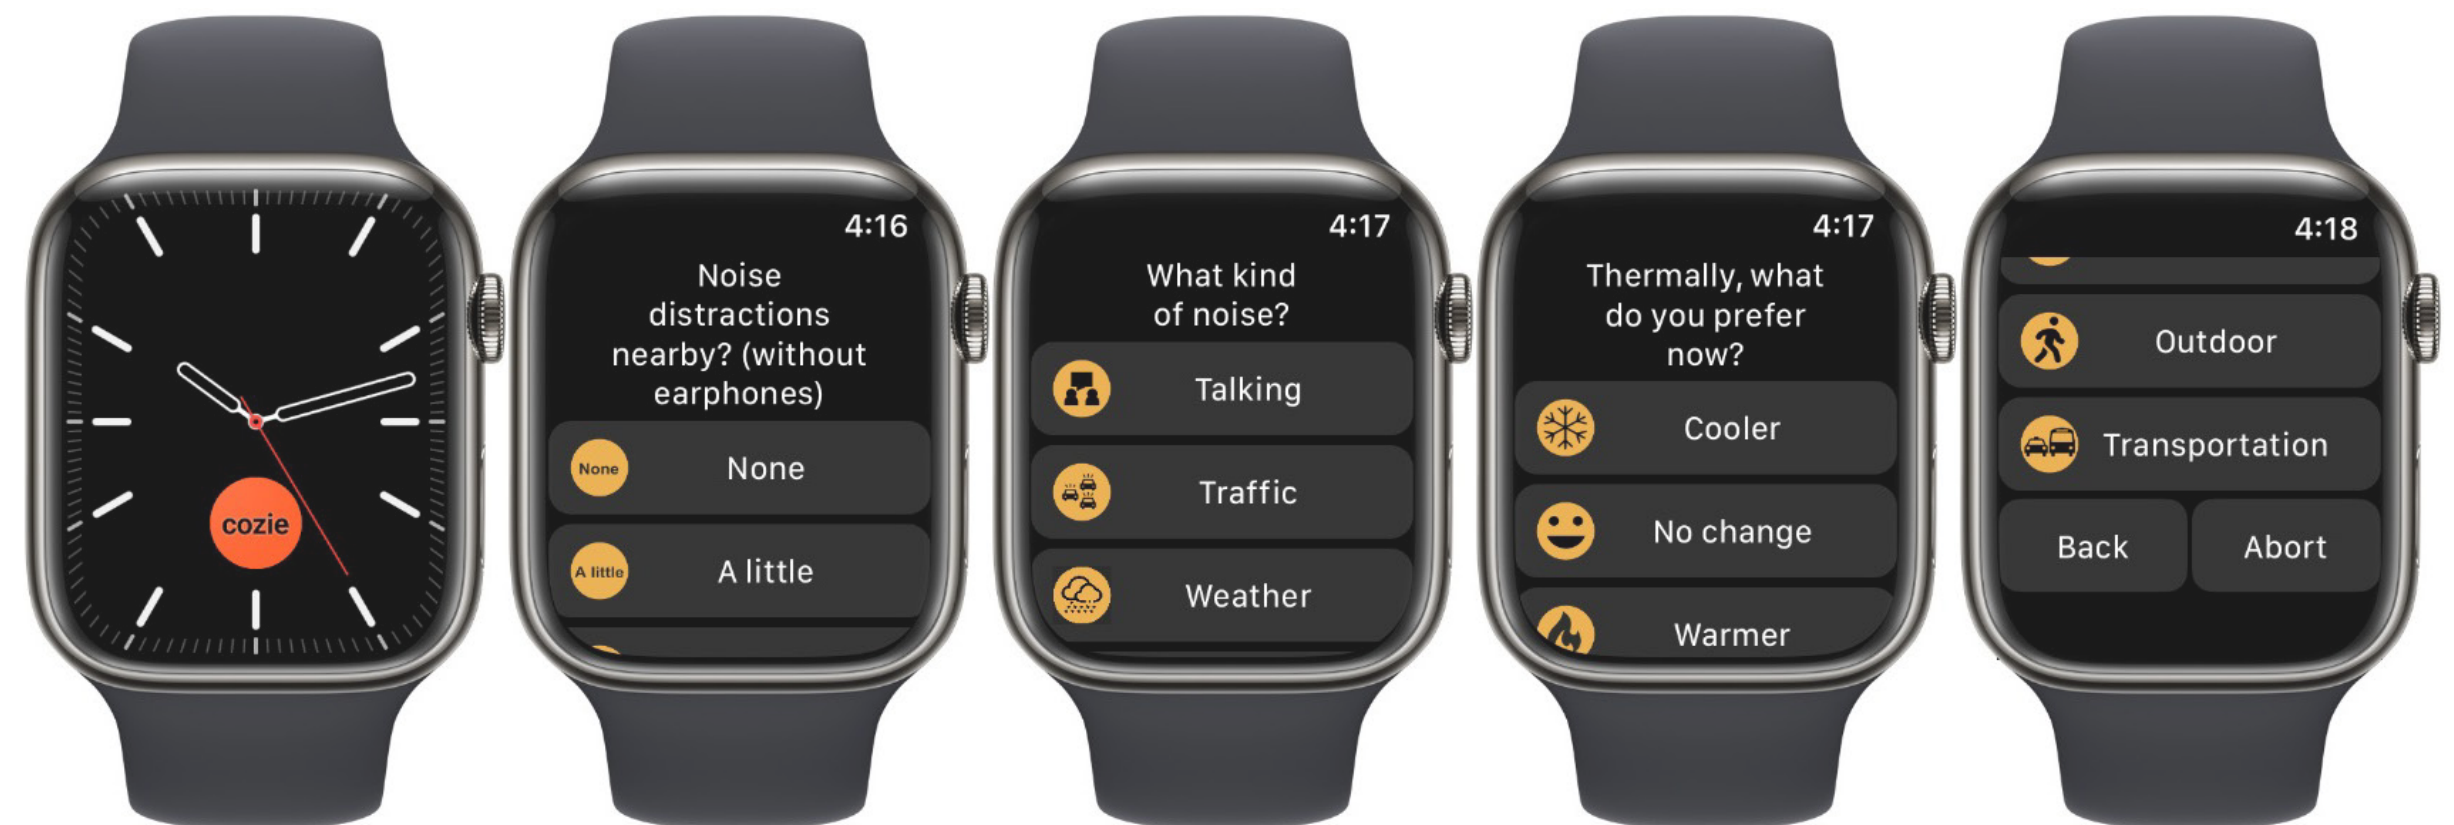 cozie
4:16
Noise
distractions
nearby? (without
earphones)
None
None
A little
A little
4:17
What kind
of noise?
Talking
Traffic
Weather
4:17
Thermally, what
do you prefer
now?
Cooler
No change
Warmer
4:18
Outdoor
Transportation
Back
Abort